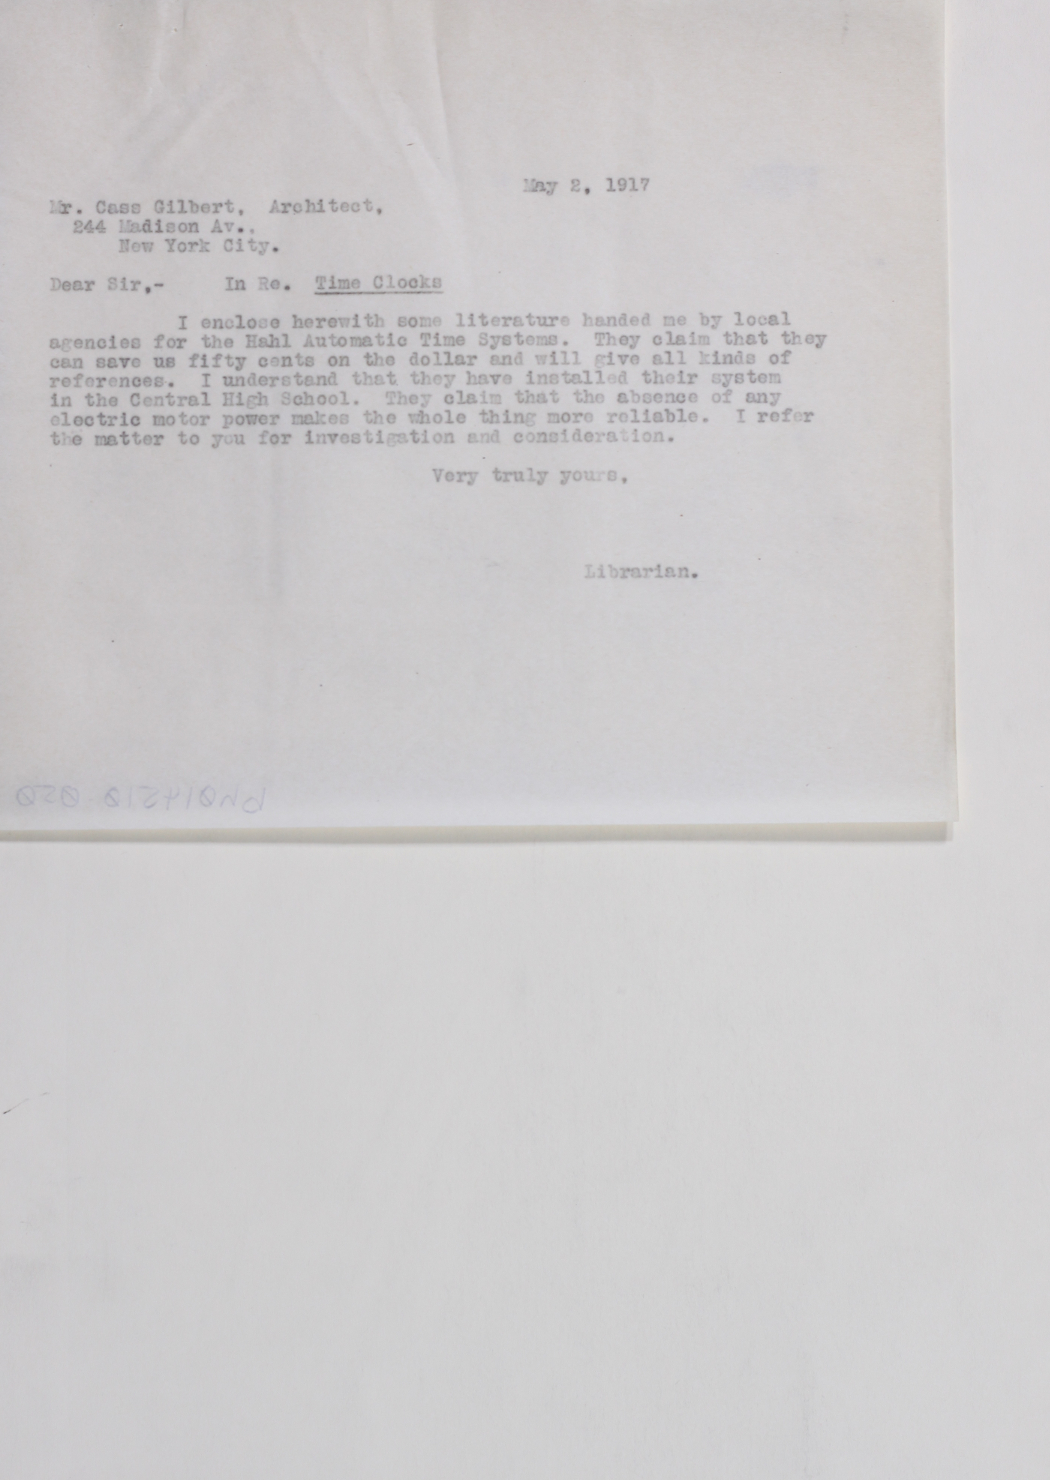 May 2, 1917
Mr. Cass Gilbert, Architect,
244 Madison Av.,
New York City.
Dear Sir,- In Re. Time Clocks
I enclose herewith some literature handed me by local
agencies for the Hahl Automatic Time Systems. They claim that they
can save us fifty cents on the dollar and will give all kinds of
references. I understand that they have installed their system
in the Central High School. They claim that the absence of any
electric motor power makes the whole thing more reliable. I refer
the matter to you for investigation and consideration.
Very truly yours,
Librarian.